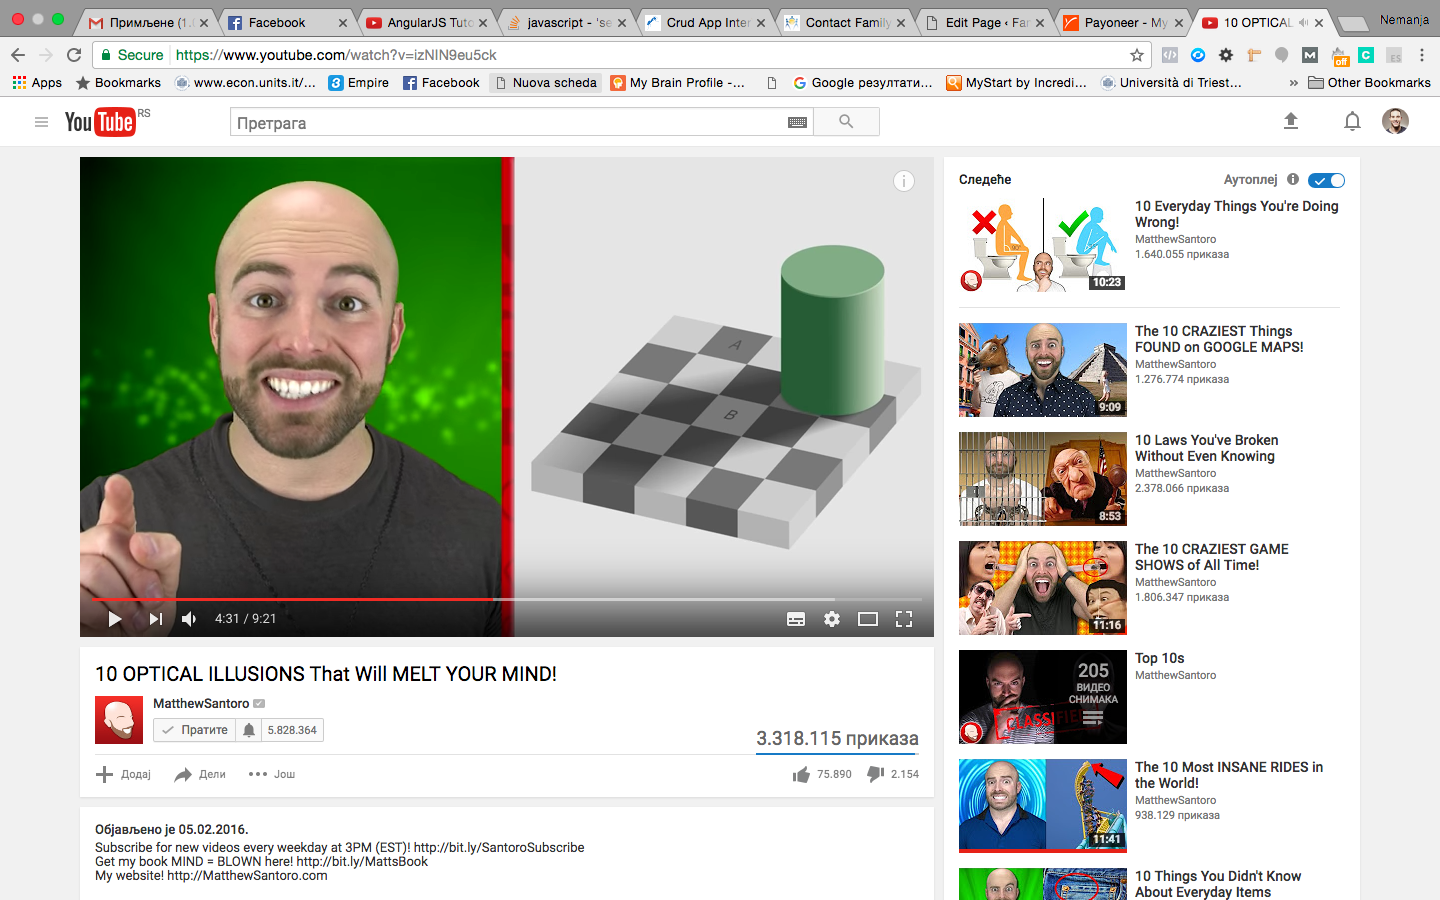 Примљене (1.
Facebook
AngularJS Tuto
javascript - 'se
Crud App Inter
Contact Family
Edit Page ‹ Fan
Payoneer - My
10 OPTICAL
Nemanja
Secure
https://www.youtube.com/watch?v=izNIN9eu5ck
Apps
Bookmarks
www.econ.units.it/...
Empire
Facebook
Nuova scheda
My Brain Profile -...
Google резултати...
MyStart by Incredi...
Università di Triest...
»
Other Bookmarks
YouTube RS
Претрага
A
B
4:31 / 9:21
10 OPTICAL ILLUSIONS That Will MELT YOUR MIND!
MatthewSantoro
Пратите
5.828.364
3.318.115 приказа
Додај
Дели
Још
75.890
2.154
Објављено је 05.02.2016.
Subscribe for new videos every weekday at 3PM (EST)! http://bit.ly/SantoroSubscribe
Get my book MIND = BLOWN here! http://bit.ly/MattsBook
My website! http://MatthewSantoro.com
Следеће
Аутоплеј
10 Everyday Things You're Doing
Wrong!
MatthewSantoro
1.640.055 приказа
10:23
The 10 CRAZIEST Things
FOUND on GOOGLE MAPS!
MatthewSantoro
1.276.774 приказа
9:09
10 Laws You've Broken
Without Even Knowing
MatthewSantoro
2.378.066 приказа
8:53
The 10 CRAZIEST GAME
SHOWS of All Time!
MatthewSantoro
1.806.347 приказа
11:16
Top 10s
MatthewSantoro
205
ВИДЕО
СНИМАКА
CLASSIFIE
The 10 Most INSANE RIDES in
the World!
MatthewSantoro
938.129 приказа
11:41
10 Things You Didn't Know
About Everyday Items